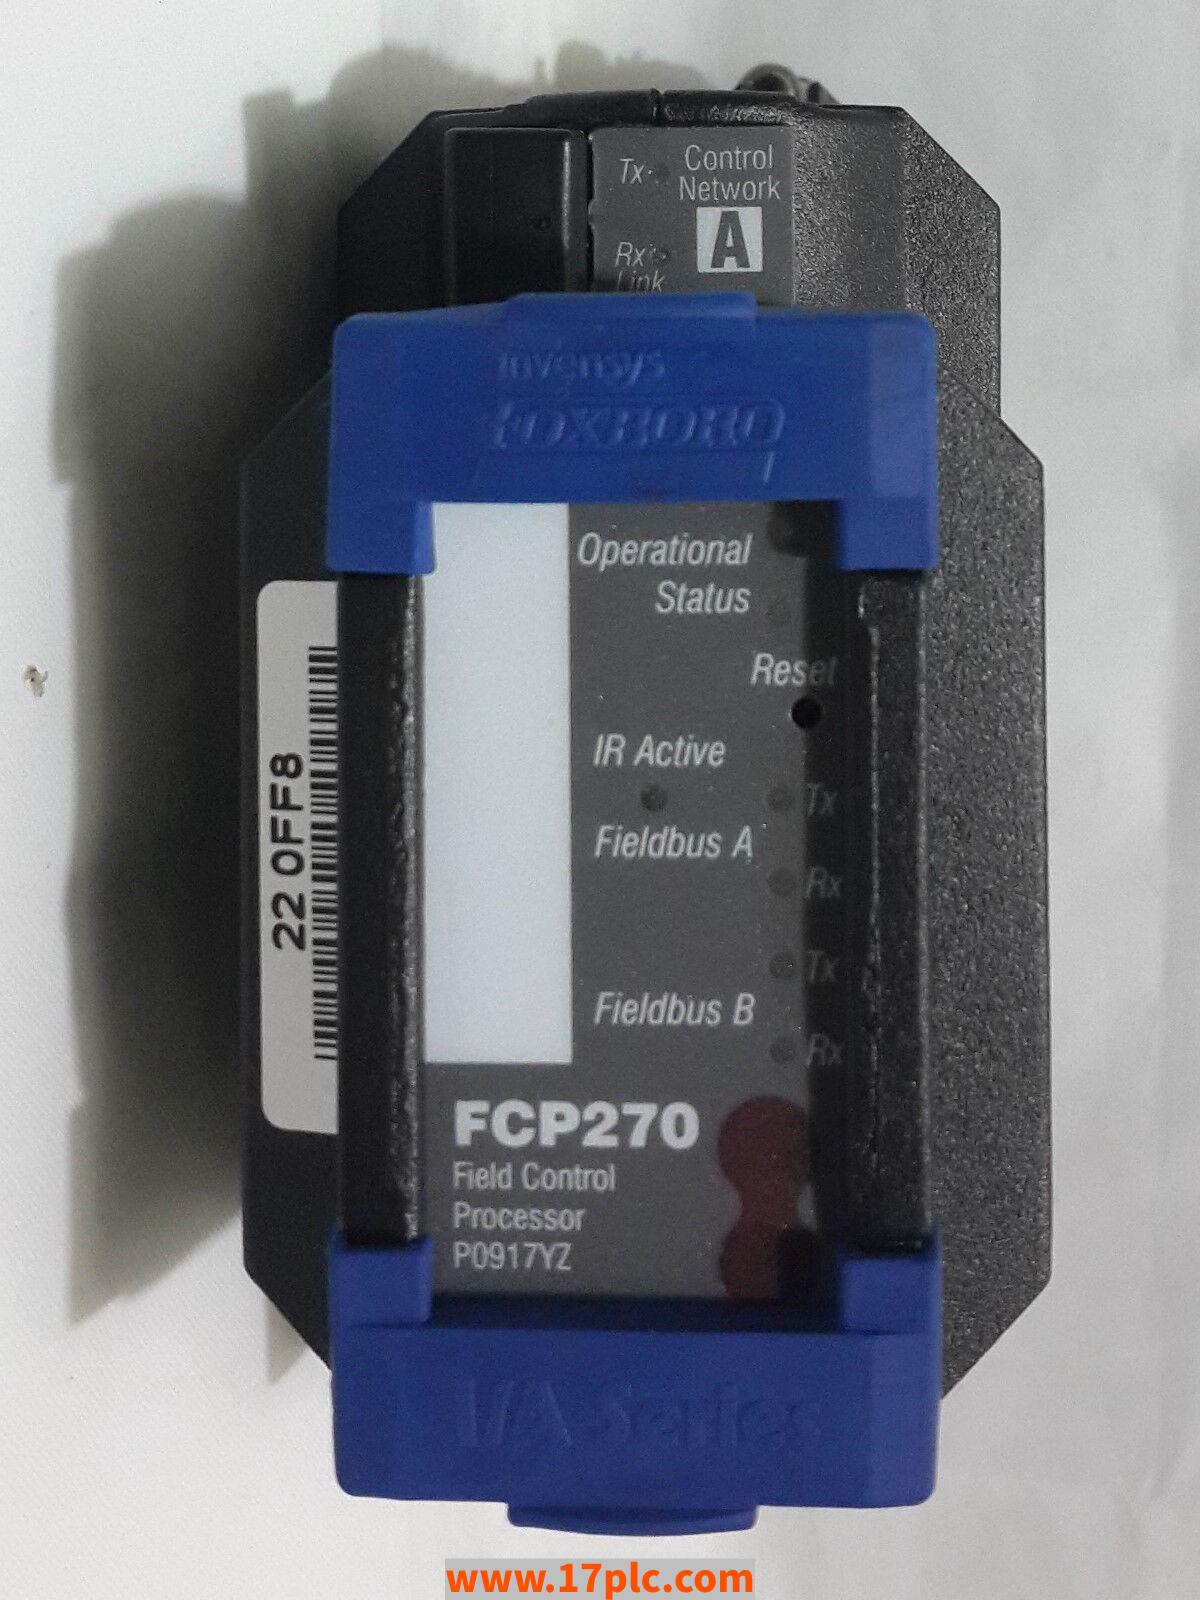 Tx
Control
Network
A
Rx
Link
invensys
FOXBORO
Operational
Status
Reset
IR Active
Tx
Fieldbus A
Rx
Tx
Fieldbus B
Rx
22 0FF8
FCP270
Field Control
Processor
P0917YZ
I/A Series
www.17plc.com